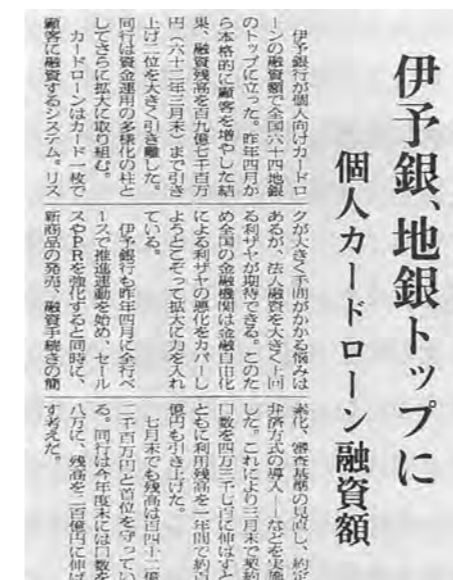 伊予銀、地銀トップに
個人カードローン融資額
伊予銀行が個人向けカードロ
ーンの融資額で全国六十四地銀
のトップに立った。昨年四月か
ら本格的に顧客を増やした結
果、融資残高を百九億七千百万
円（六十二年三月末）まで引き
上げ二位を大きく引き離した。
同行は資金運用の多様化の柱と
してさらに拡大に取り組む。
カードローンはカード一枚で
顧客に融資するシステム。リス
クが大きく手間がかかる悩みは
あるが、法人融資を大きく上回
る利ザヤが期待できる。このた
め全国の金融機関は金融自由化
による利ザヤの悪化をカバーし
ようとこぞって拡大に力を入れ
ている。
伊予銀行も昨年四月に全行ベ
ースで推進運動を始め、セール
スやPRを強化すると同時に、
新商品の発売、融資手続きの簡
素化、審査基準の見直し、約定
弁済方式の導入――などを実施
した。これにより三月末で契約
口数を四万三千七百に伸ばすと
ともに利用残高を一年間で約百
億円も引き上げた。
七月末でも残高は百四十二億
二千百万円と首位を守ってい
る。同行は今年度末には口数を
八万に、残高を二百億円に伸ば
す考えだ。